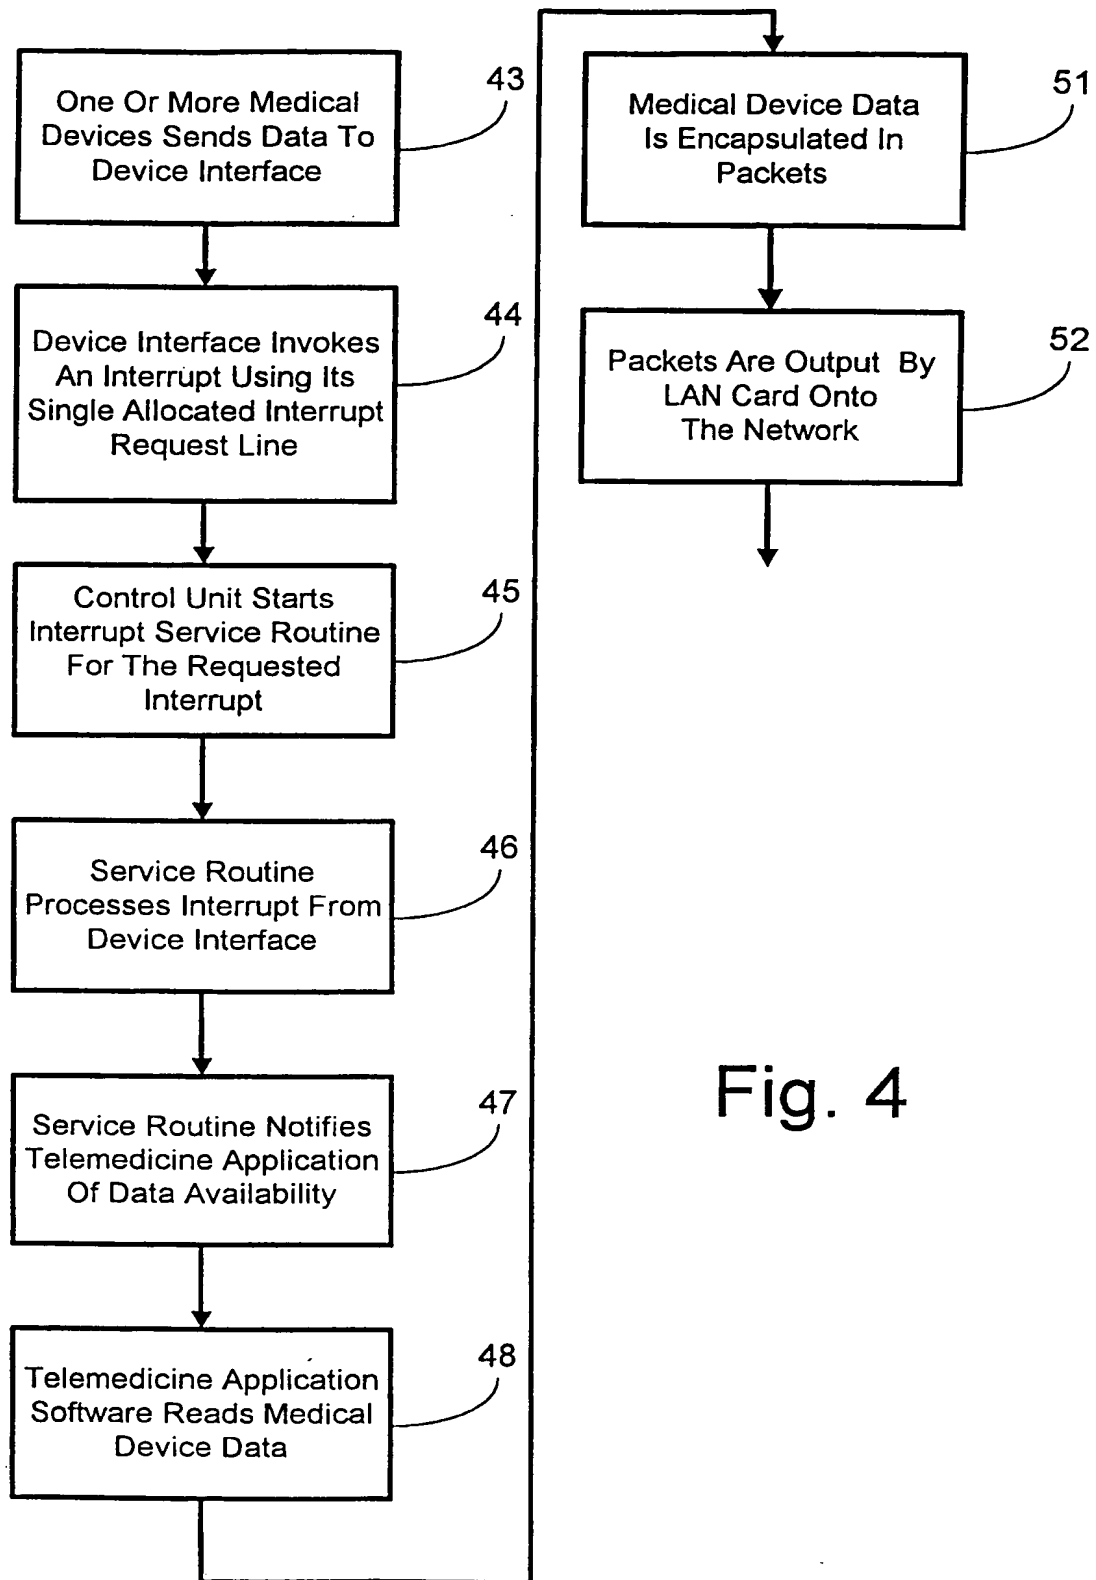 One Or More Medical
Devices Sends Data To
Device Interface
43
Device Interface Invokes
An Interrupt Using Its
Single Allocated Interrupt
Request Line
44
Control Unit Starts
Interrupt Service Routine
For The Requested
Interrupt
45
Service Routine
Processes Interrupt From
Device Interface
46
Service Routine Notifies
Telemedicine Application
Of Data Availability
47
Telemedicine Application
Software Reads Medical
Device Data
48
Medical Device Data
Is Encapsulated In
Packets
51
Packets Are Output By
LAN Card Onto
The Network
52
Fig. 4